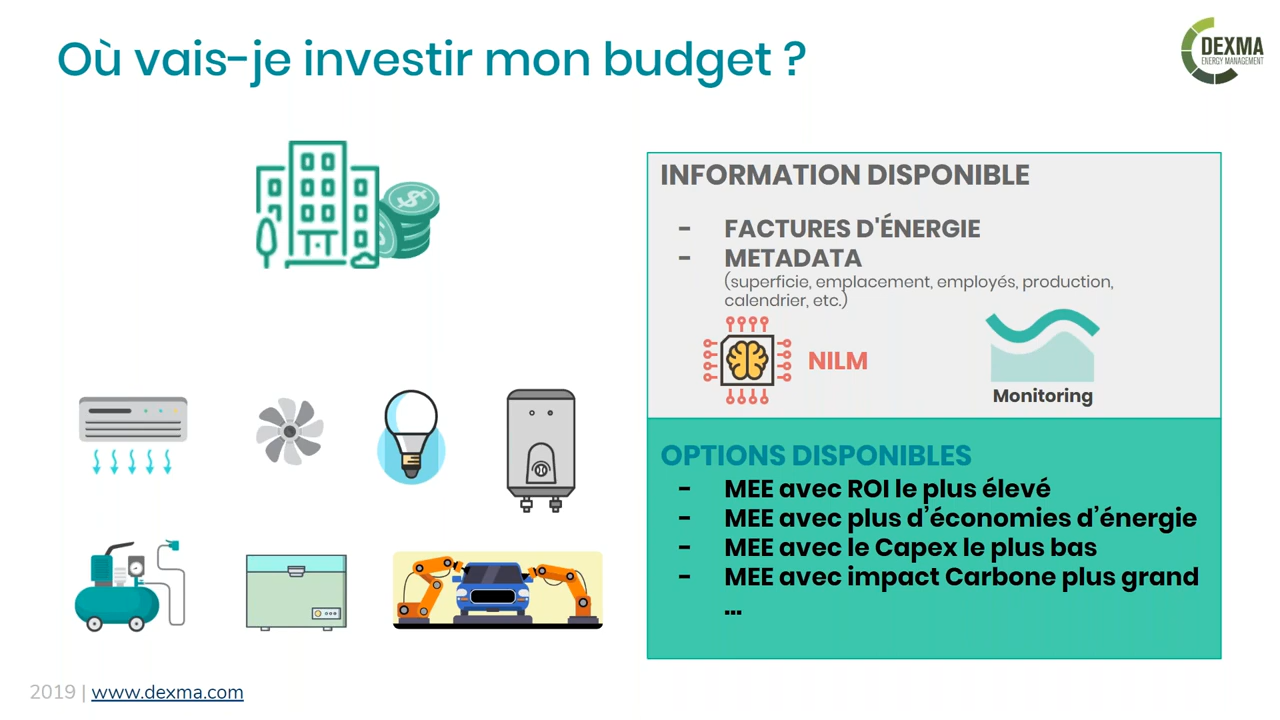 Où vais-je investir mon budget ?
DEXMA
ENERGY MANAGEMENT
INFORMATION DISPONIBLE
- FACTURES D'ÉNERGIE
- METADATA
(superficie, emplacement, employés, production,
calendrier, etc.)
NILM
Monitoring
OPTIONS DISPONIBLES
- MEE avec ROI le plus élevé
- MEE avec plus d’économies d’énergie
- MEE avec le Capex le plus bas
- MEE avec impact Carbone plus grand
...
2019 | www.dexma.com